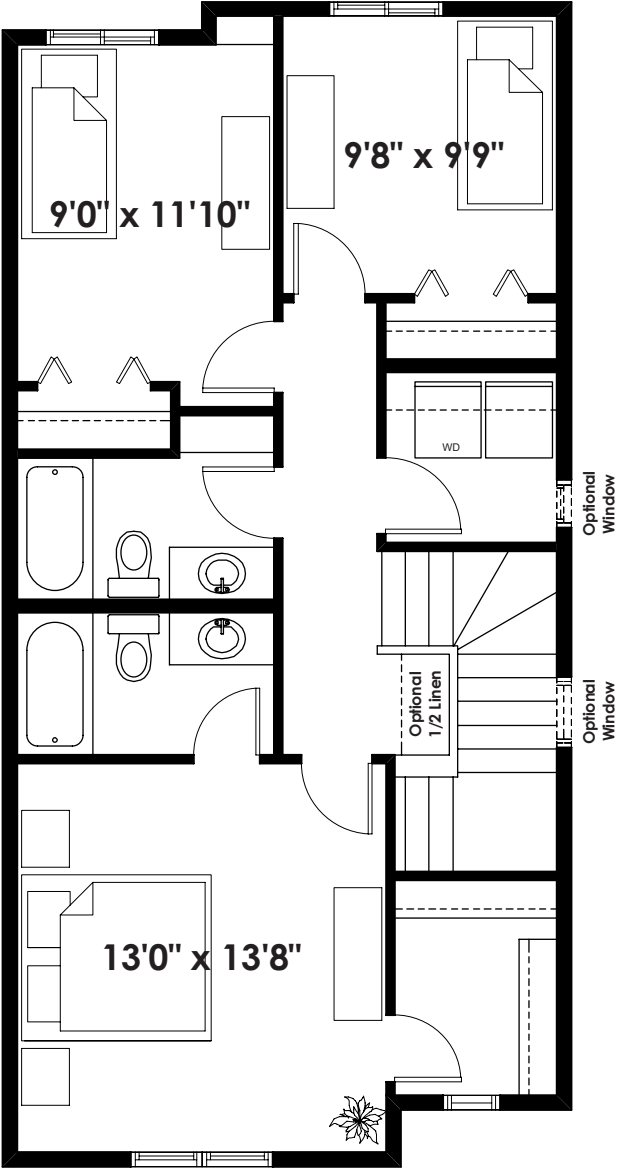 9'8" x 9'9"
9'0" x 11'10"
WD
Optional
Window
Optional
1/2 Linen
Optional
Window
13'0" x 13'8"